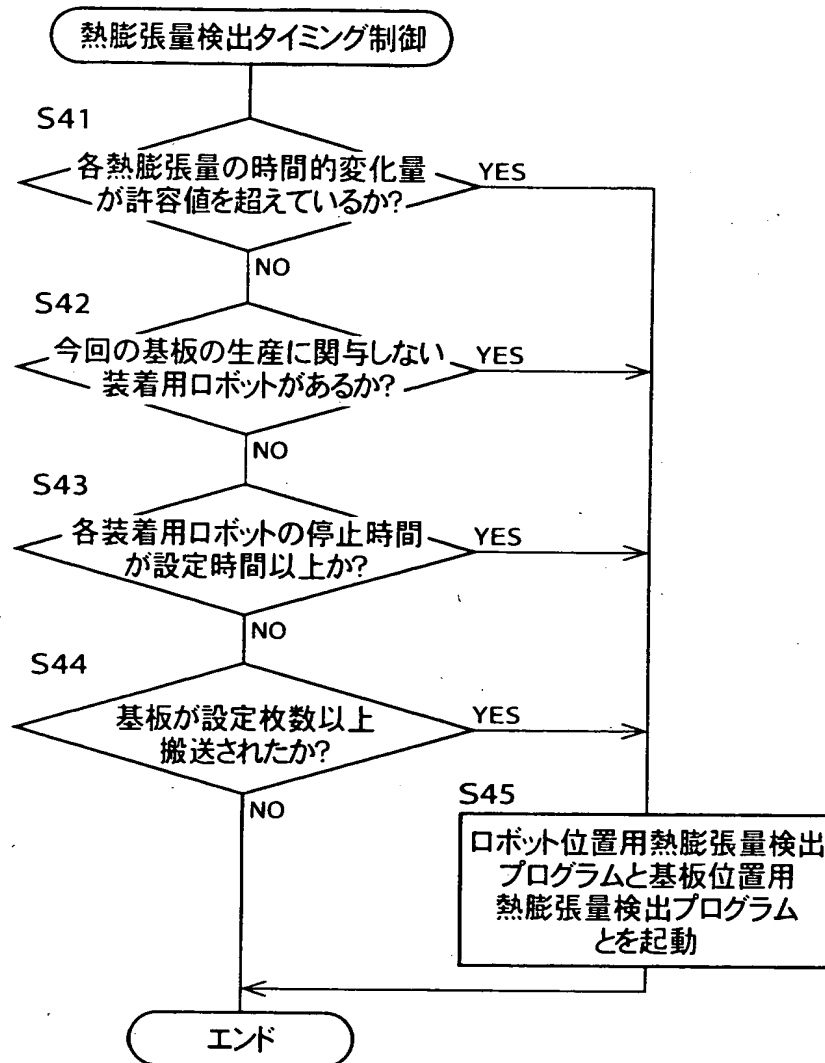 熱膨張量検出タイミング制御
S41
各熱膨張量の時間的変化量
が許容値を超えているか?
YES
NO
S42
今回の基板の生産に関与しない
装着用ロボットがあるか?
YES
NO
S43
各装着用ロボットの停止時間
が設定時間以上か?
YES
NO
S44
基板が設定枚数以上
搬送されたか?
YES
NO
S45
ロボット位置用熱膨張量検出
プログラムと基板位置用
熱膨張量検出プログラム
とを起動
エンド